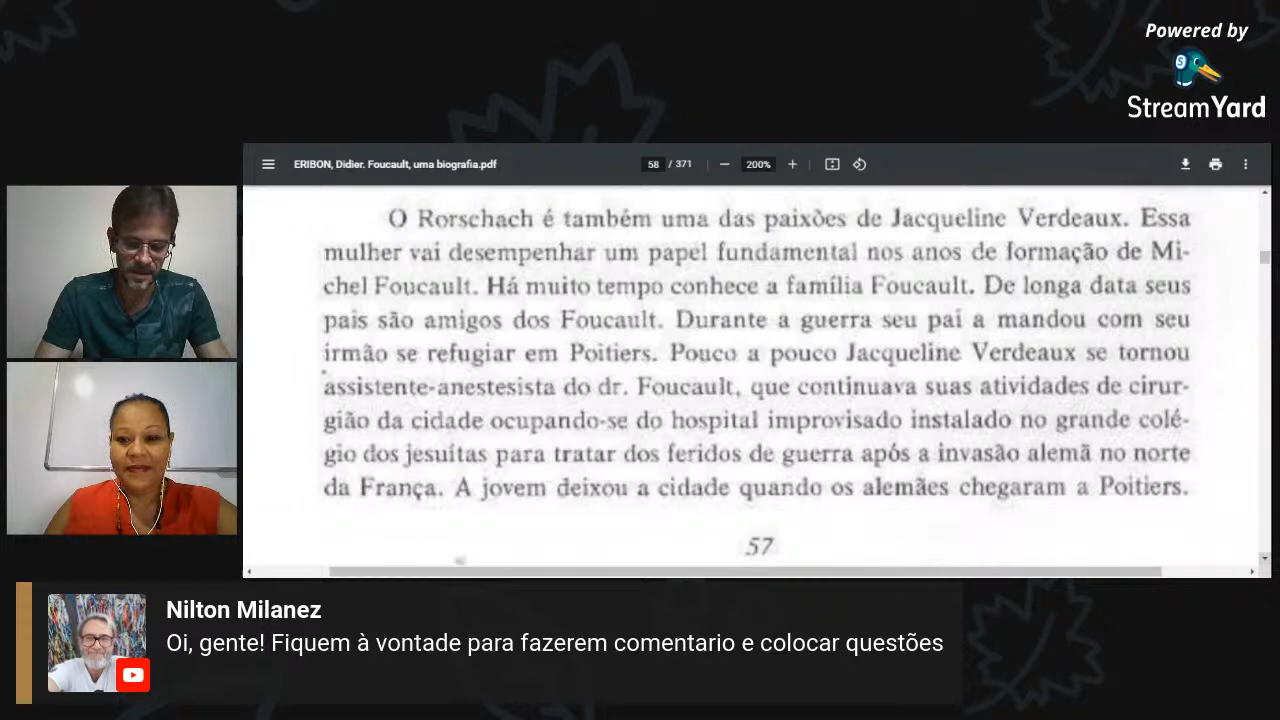 Powered by
StreamYard
ERIBON, Didier. Foucault, uma biografia.pdf
58 / 371
200%
O Rorschach é também uma das paixões de Jacqueline Verdeaux. Essa
mulher vai desempenhar um papel fundamental nos anos de formação de Mi-
chel Foucault. Há muito tempo conhece a família Foucault. De longa data seus
pais são amigos dos Foucault. Durante a guerra seu pai a mandou com seu
irmão se refugiar em Poitiers. Pouco a pouco Jacqueline Verdeaux se tornou
assistente-anestesista do dr. Foucault, que continuava suas atividades de cirur-
gião da cidade ocupando-se do hospital improvisado instalado no grande colé-
gio dos jesuítas para tratar dos feridos de guerra após a invasão alemã no norte
da França. A jovem deixou a cidade quando os alemães chegaram a Poitiers.
57
Nilton Milanez
Oi, gente! Fiquem à vontade para fazerem comentario e colocar questões